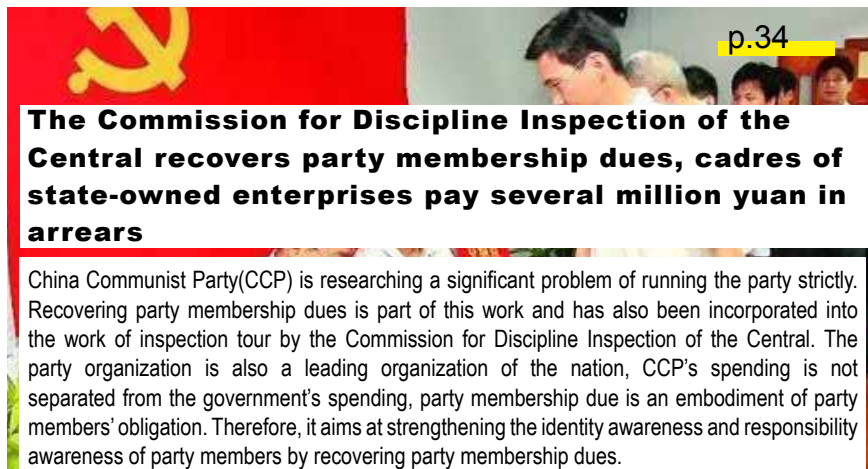 p.34
The Commission for Discipline Inspection of the
Central recovers party membership dues, cadres of
state-owned enterprises pay several million yuan in
arrears
China Communist Party(CCP) is researching a significant problem of running the party strictly.
Recovering party membership dues is part of this work and has also been incorporated into
the work of inspection tour by the Commission for Discipline Inspection of the Central. The
party organization is also a leading organization of the nation, CCP's spending is not
separated from the government's spending, party membership due is an embodiment of party
members' obligation. Therefore, it aims at strengthening the identity awareness and responsibility
awareness of party members by recovering party membership dues.